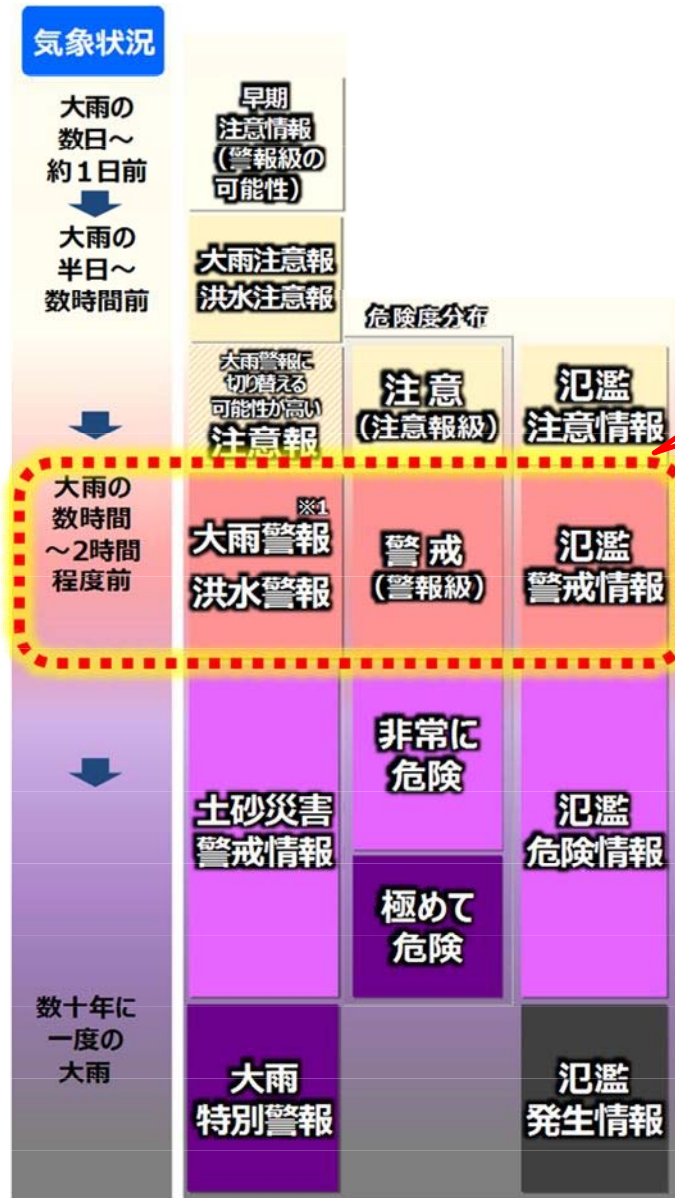 気象状況
大雨の
数日～
約１日前
早期
注意情報
（警報級の
可能性）
大雨の
半日～
数時間前
大雨注意報
洪水注意報
危険度分布
大雨警報に
切り替える
可能性が高い
注意報
注意
（注意報級）
氾濫
注意情報
大雨の
数時間
～2時間
程度前
※1
大雨警報
洪水警報
警戒
（警報級）
氾濫
警戒情報
土砂災害
警戒情報
非常に
危険
極めて
危険
氾濫
危険情報
数十年に
一度の
大雨
大雨
特別警報
氾濫
発生情報